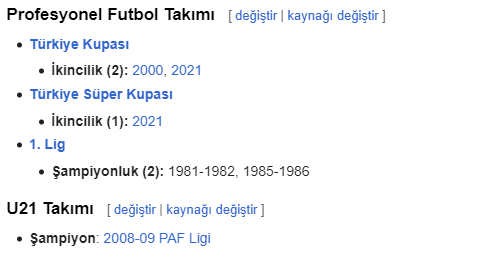 Profesyonel Futbol Takımı [ değiştir | kaynağı değiştir ]
• Türkiye Kupası
• İkincilik (2): 2000, 2021
• Türkiye Süper Kupası
• İkincilik (1): 2021
• 1. Lig
• Şampiyonluk (2): 1981-1982, 1985-1986
U21 Takımı [ değiştir | kaynağı değiştir ]
• Şampiyon: 2008-09 PAF Ligi